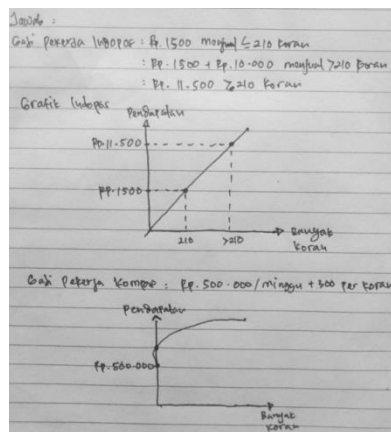 Jawab :
Gaji Pekerja Indopos : Rp. 1500 menjual ≤ 210 koran
: Rp. 1500 + Rp. 10.000 menjual >210 koran
: Rp. 11.500 ≥ 210 koran
Grafik Indopos
Pendapatan
Rp. 11.500
Rp. 1500
210
>210
Banyak
Koran
Gaji Pekerja Kompas : Rp. 500.000/minggu + 300 per koran
Pendapatan
Rp. 500.000
Banyak
Koran